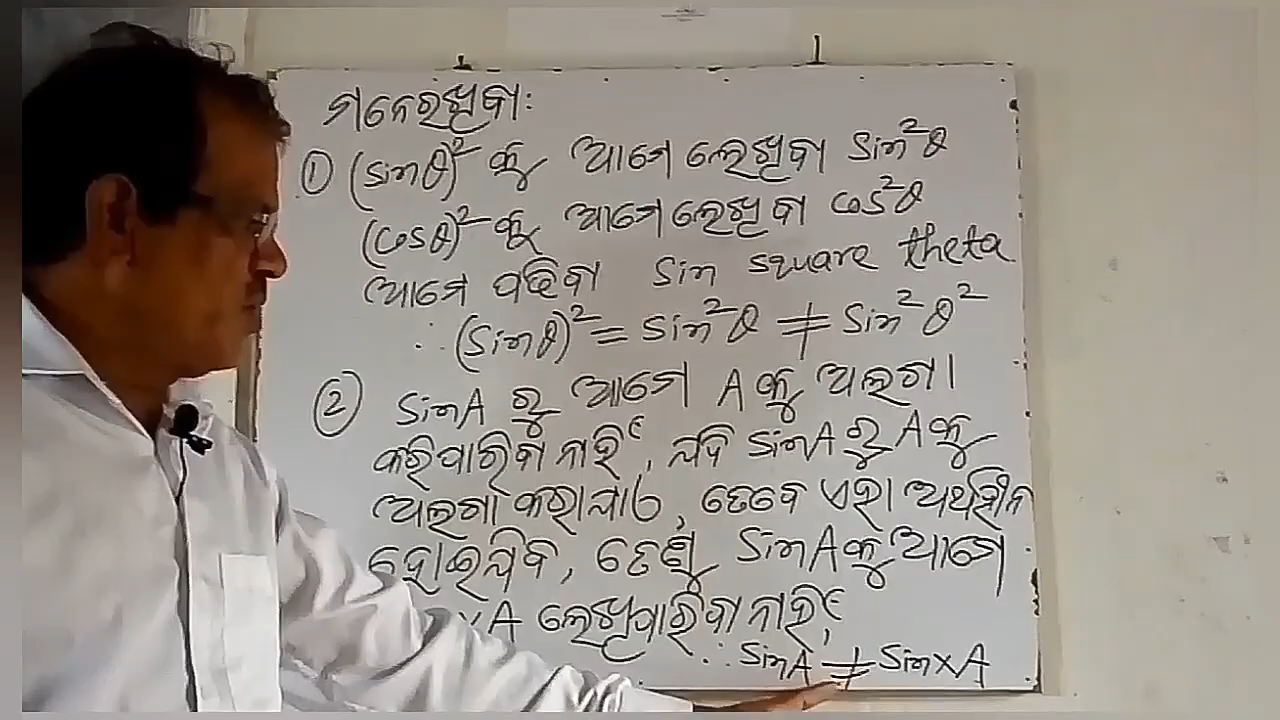 ମନେରଖିବା:
① (sinθ)² କୁ ଆମେ ଲେଖିବା sin²θ
(cosθ)² କୁ ଆମେ ଲେଖିବା cos²θ
ଆମେ ପଢିବା sin square theta
∴ (sinθ)² = sin²θ ≠ sin²θ²
② sinA ରୁ ଆମେ A କୁ ଅଲଗା
କରିପାରିବା ନାହିଁ, ଯଦି sinA ରୁ A କୁ
ଅଲଗା କରାଯାଏ, ତେବେ ଏହା ଅର୍ଥହୀନ
ହୋଇଯିବ, ତେଣୁ sinA କୁ ଆମେ
×A ଲେଖିପାରିବା ନାହିଁ,
∴ sinA ≠ sin×A